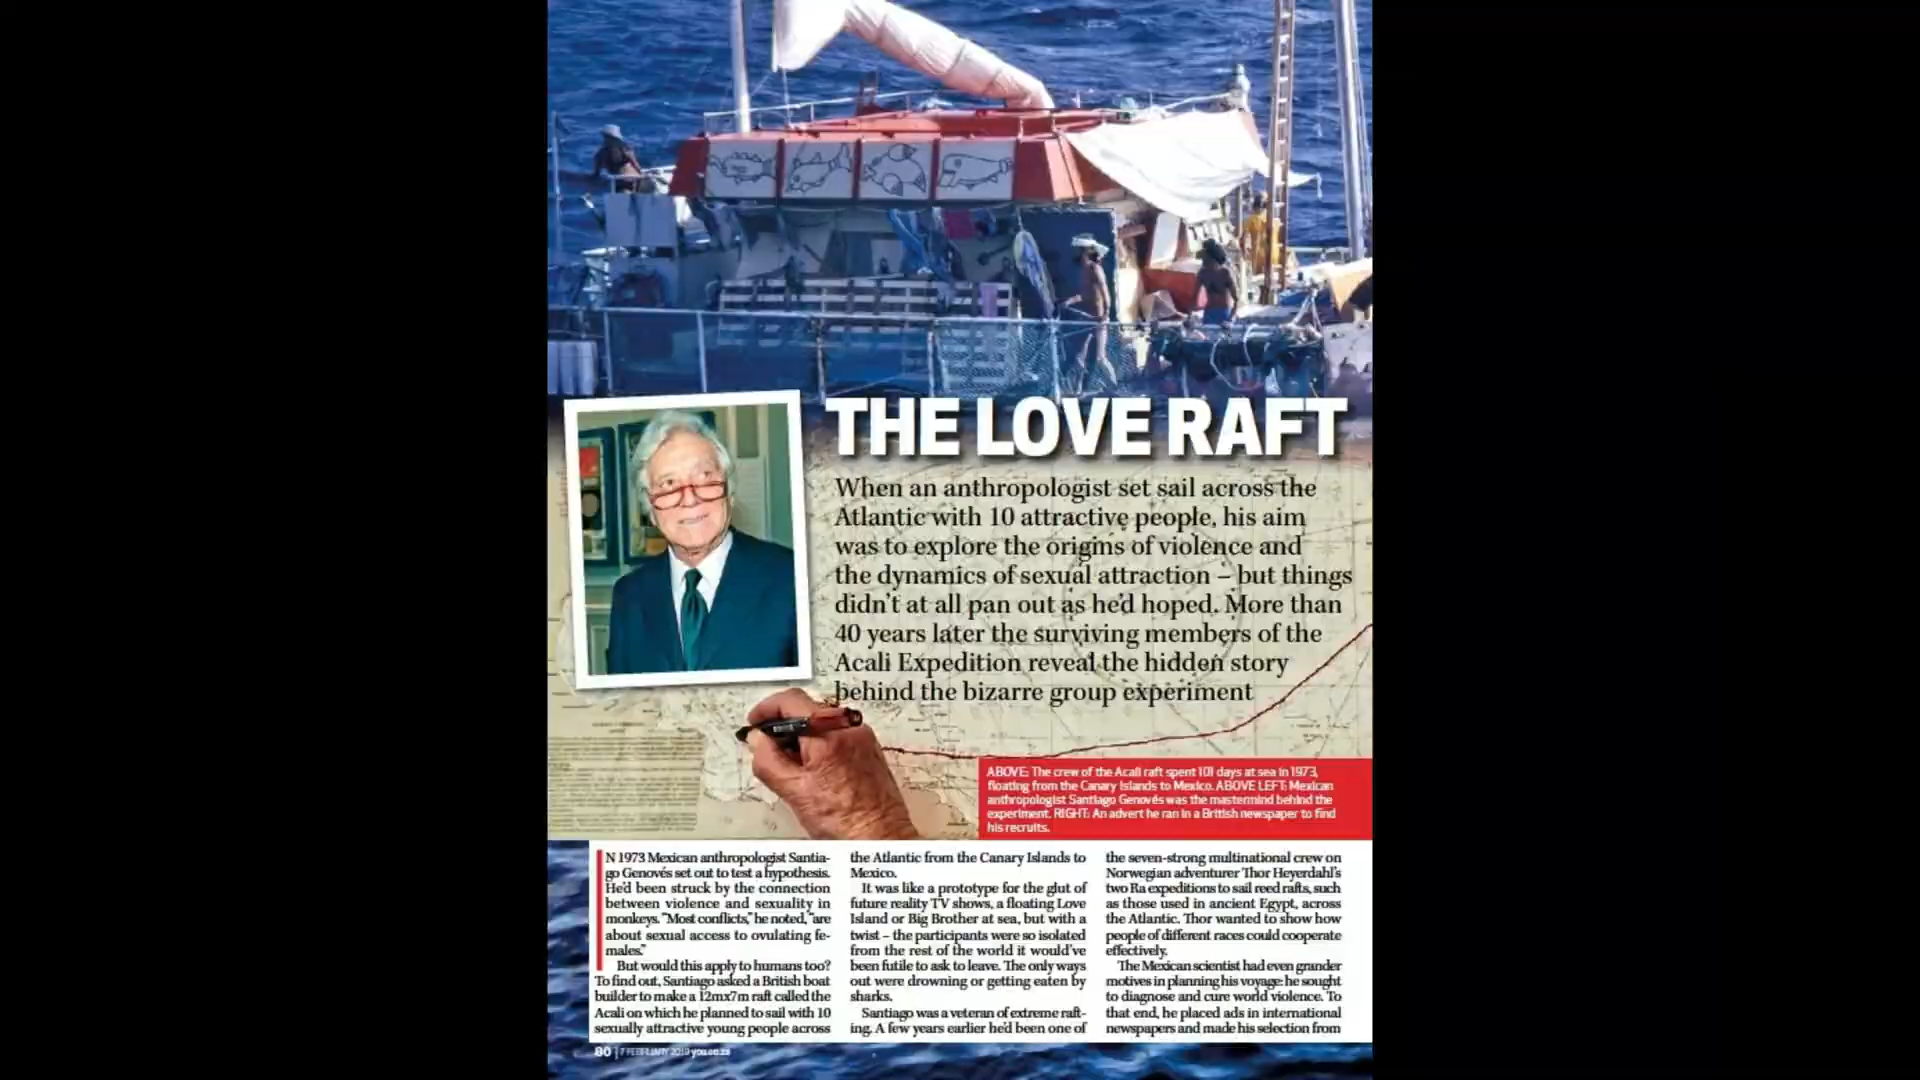 THE LOVE RAFT
When an anthropologist set sail across the
Atlantic with 10 attractive people, his aim
was to explore the origins of violence and
the dynamics of sexual attraction – but things
didn't at all pan out as he'd hoped. More than
40 years later the surviving members of the
Acali Expedition reveal the hidden story
behind the bizarre group experiment
ABOVE: The crew of the Acali raft spent 101 days at sea in 1973,
floating from the Canary Islands to Mexico. ABOVE LEFT: Mexican
anthropologist Santiago Genovés was the mastermind behind the
experiment. RIGHT: An advert he ran in a British newspaper to find
his recruits.
IN 1973 Mexican anthropologist Santia-
go Genovés set out to test a hypothesis.
He'd been struck by the connection
between violence and sexuality in
monkeys. "Most conflicts," he noted, "are
about sexual access to ovulating fe-
males."
But would this apply to humans too?
To find out, Santiago asked a British boat
builder to make a 12mx7m raft called the
Acali on which he planned to sail with 10
sexually attractive young people across
the Atlantic from the Canary Islands to
Mexico.
It was like a prototype for the glut of
future reality TV shows, a floating Love
Island or Big Brother at sea, but with a
twist – the participants were so isolated
from the rest of the world it would've
been futile to ask to leave. The only ways
out were drowning or getting eaten by
sharks.
Santiago was a veteran of extreme raft-
ing. A few years earlier he'd been one of
the seven-strong multinational crew on
Norwegian adventurer Thor Heyerdahl's
two Ra expeditions to sail reed rafts, such
as those used in ancient Egypt, across
the Atlantic. Thor wanted to show how
people of different races could cooperate
effectively.
The Mexican scientist had even grander
motives in planning his voyage: he sought
to diagnose and cure world violence. To
that end, he placed ads in international
newspapers and made his selection from
80 | 7 FEBRUARY 2019 you.co.za